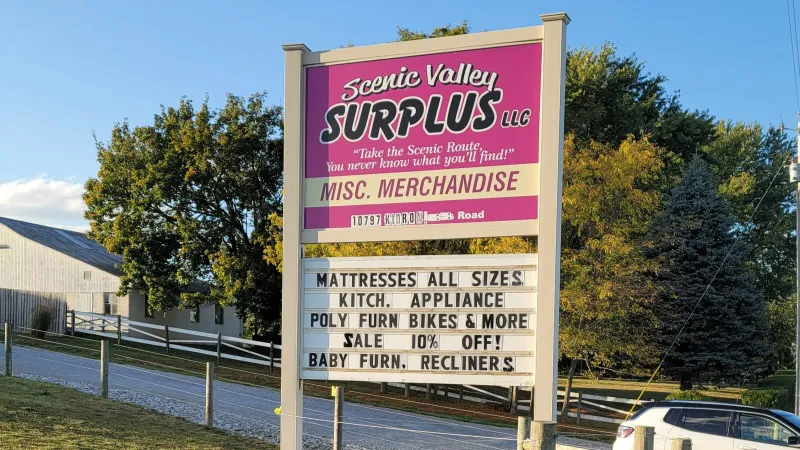 Scenic Valley
SURPLUS LLC
"Take the Scenic Route,
You never know what you'll find!"
MISC. MERCHANDISE
10797 KIDRON Road
MATTRESSES ALL SIZES
KITCH. APPLIANCE
POLY FURN BIKES & MORE
SALE 10% OFF!
BABY FURN. RECLINERS